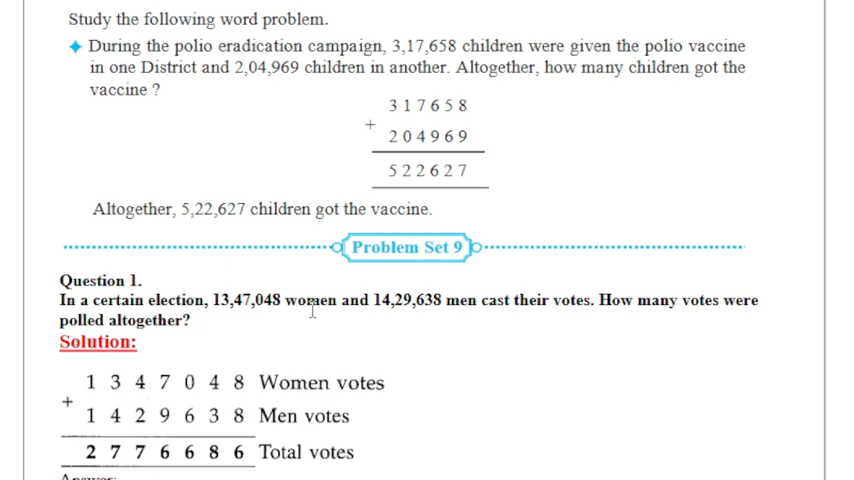 Study the following word problem.
During the polio eradication campaign, 3,17,658 children were given the polio vaccine
in one District and 2,04,969 children in another. Altogether, how many children got the
vaccine ?
3 1 7 6 5 8
+
2 0 4 9 6 9
5 2 2 6 2 7
Altogether, 5,22,627 children got the vaccine.
Problem Set 9
Question 1.
In a certain election, 13,47,048 women and 14,29,638 men cast their votes. How many votes were
polled altogether?
Solution:
1 3 4 7 0 4 8 Women votes
+
1 4 2 9 6 3 8 Men votes
2 7 7 6 6 8 6 Total votes